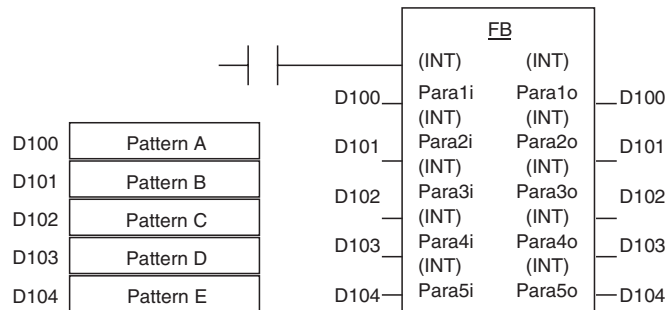 FB
(INT) (INT)
D100 Para1i Para1o D100
(INT) (INT)
D101 Para2i Para2o D101
(INT) (INT)
D102 Para3i Para3o D102
(INT) (INT)
D103 Para4i Para4o D103
(INT) (INT)
D104 Para5i Para5o D104
D100 Pattern A
D101 Pattern B
D102 Pattern C
D103 Pattern D
D104 Pattern E